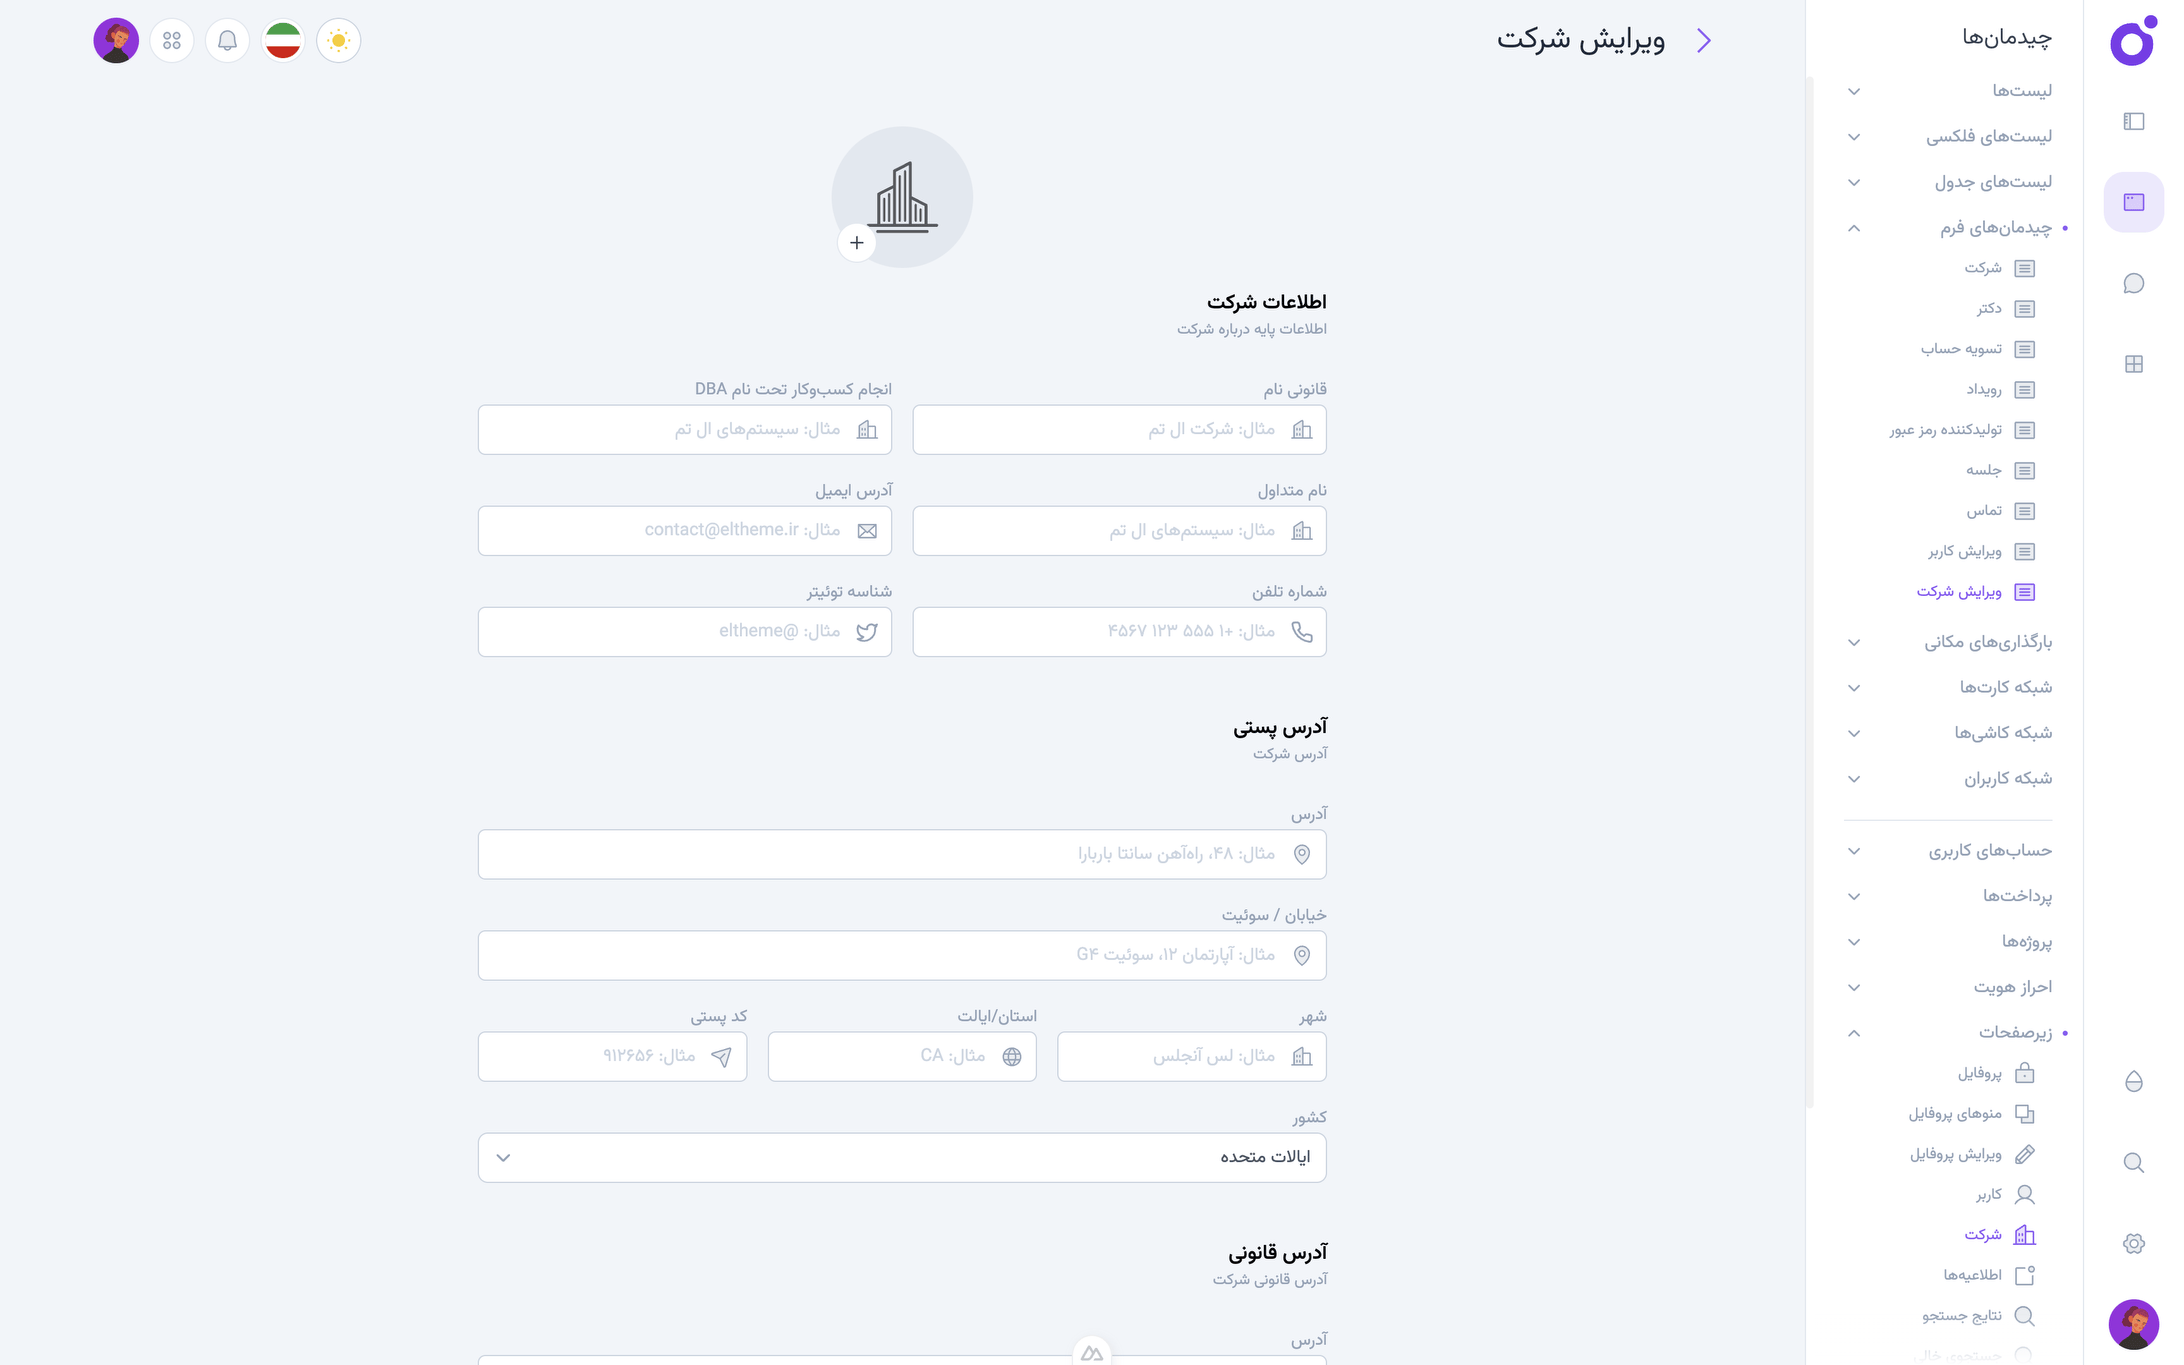 چیدمان‌ها
لیست‌ها
لیست‌های فلکسی
لیست‌های جدول
چیدمان‌های فرم
شرکت
دکتر
تسویه حساب
رویداد
تولیدکننده رمز عبور
جلسه
تماس
ویرایش کاربر
ویرایش شرکت
بارگذاری‌های مکانی
شبکه کارت‌ها
شبکه کاشی‌ها
شبکه کاربران
حساب‌های کاربری
پرداخت‌ها
پروژه‌ها
احراز هویت
زیرصفحات
پروفایل
منوهای پروفایل
ویرایش پروفایل
کاربر
شرکت
اطلاعیه‌ها
نتایج جستجو
جستجوی خالی
ویرایش شرکت
اطلاعات شرکت
اطلاعات پایه درباره شرکت
قانونی نام
مثال: شرکت ال تم
انجام کسب‌وکار تحت نام DBA
مثال: سیستم‌های ال تم
نام متداول
مثال: سیستم‌های ال تم
آدرس ایمیل
مثال: contact@eltheme.ir
شماره تلفن
مثال: +۱ ۵۵۵ ۱۲۳ ۴۵۶۷
شناسه توئیتر
مثال: @eltheme
آدرس پستی
آدرس شرکت
آدرس
مثال: ۴۸، راه‌آهن سانتا باربارا
خیابان / سوئیت
مثال: آپارتمان ۱۲، سوئیت G۴
شهر
مثال: لس آنجلس
استان/ایالت
مثال: CA
کد پستی
مثال: ۹۱۲۶۵۶
کشور
ایالات متحده
آدرس قانونی
آدرس قانونی شرکت
آدرس